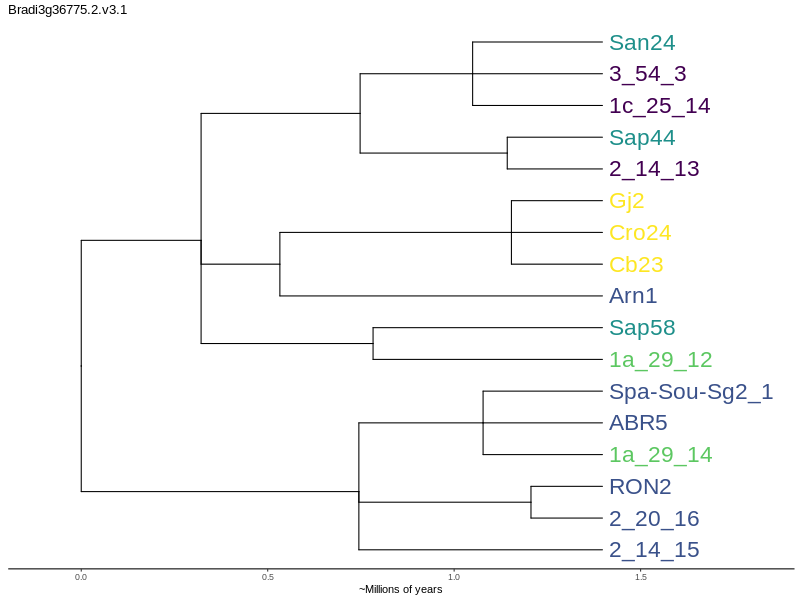 Bradi3g36775.2.v3.1
San24
3_54_3
1c_25_14
Sap44
2_14_13
Gj2
Cro24
Cb23
Arn1
Sap58
1a_29_12
Spa-Sou-Sg2_1
ABR5
1a_29_14
RON2
2_20_16
2_14_15
0.0 0.5 1.0 1.5
~Millions of years